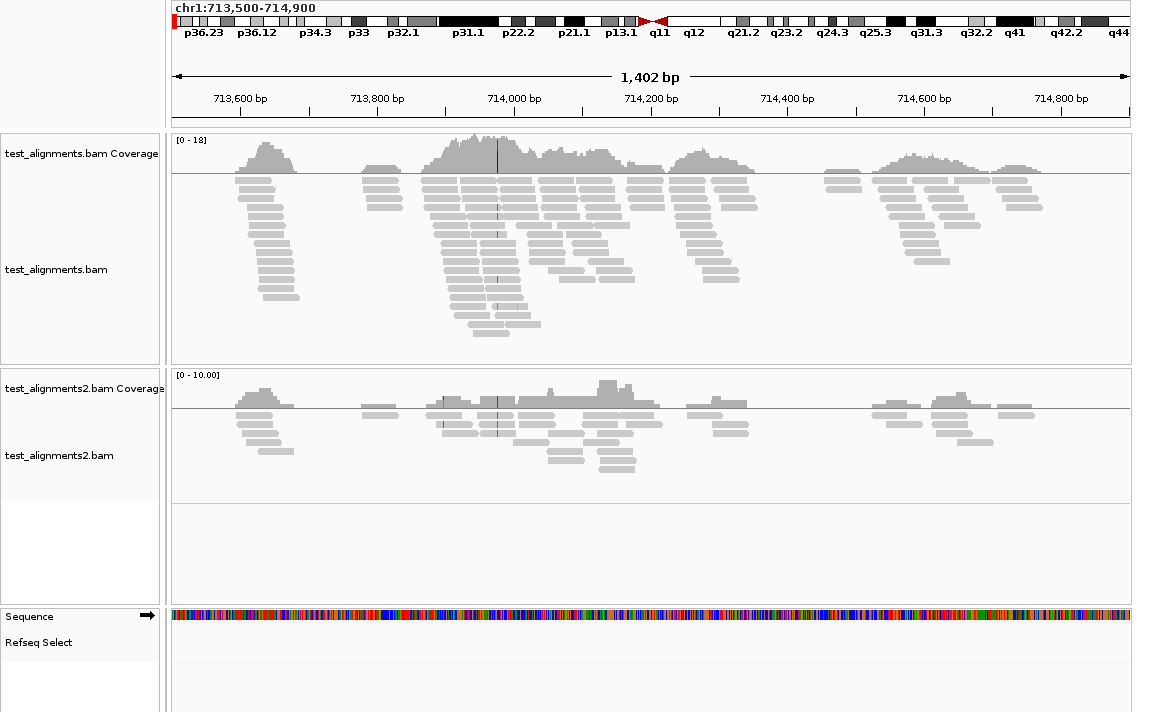 chr1:713,500-714,900
p36.23 p36.12 p34.3 p33 p32.1 p31.1 p22.2 p21.1 p13.1 q11 q12 q21.2 q23.2 q24.3 q25.3 q31.3 q32.2 q41 q42.2 q44
1,402 bp
713,600 bp 713,800 bp 714,000 bp 714,200 bp 714,400 bp 714,600 bp 714,800 bp
[0 - 18]
test_alignments.bam Coverage
test_alignments.bam
[0 - 10.00]
test_alignments2.bam Coverage
test_alignments2.bam
Sequence
Refseq Select